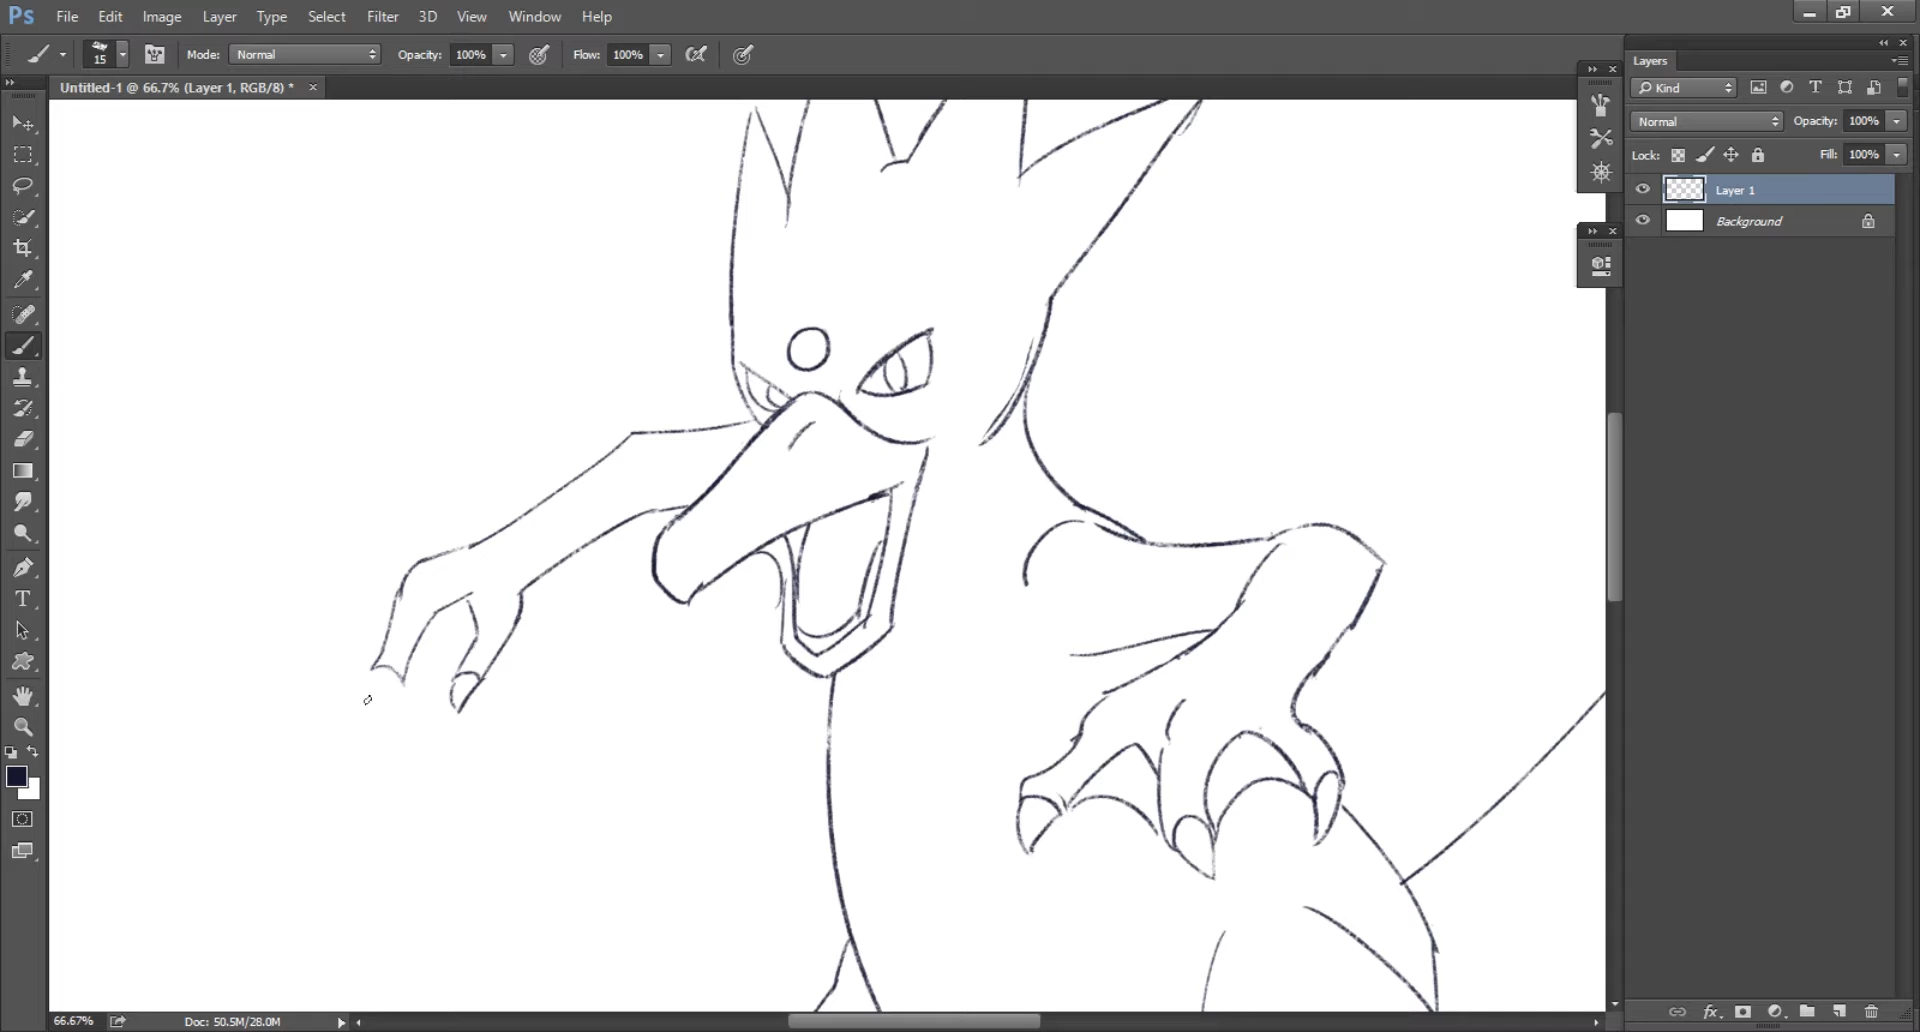 Ps File Edit Image Layer Type Select Filter 3D View Window Help
15 Mode: Normal Opacity: 100% Flow: 100%
Untitled-1 @ 66.7% (Layer 1, RGB/8) * ×
Layers
Kind
Normal Opacity: 100%
Lock: Fill: 100%
Layer 1
Background
66.67% Doc: 50.5M/28.0M